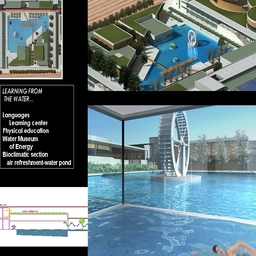 LEARNING FROM
THE WATER...
Languages
Learning center
Physical education
Water Museum
of Energy
Bioclimatic section
air refreshment-water pond